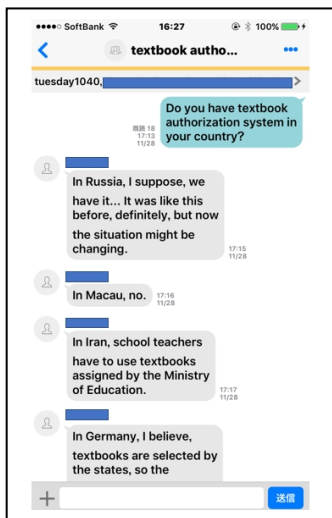 SoftBank 16:27 100%
textbook autho...
tuesday1040,
Do you have textbook
authorization system in
your country?
既読 18
17:13
11/28
In Russia, I suppose, we
have it... It was like this
before, definitely, but now
the situation might be
changing.
17:15
11/28
In Macau, no.
17:16
11/28
In Iran, school teachers
have to use textbooks
assigned by the Ministry
of Education.
17:17
11/28
In Germany, I believe,
textbooks are selected by
the states, so the
送信